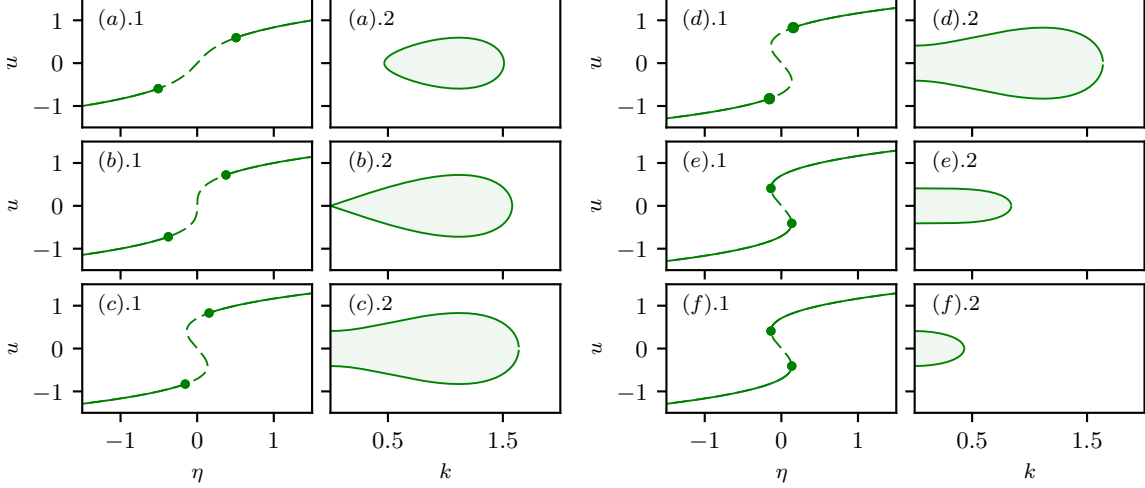 (a).1 (a).2 (d).1 (d).2
u 1 0 −1 u
(b).1 (b).2 (e).1 (e).2
u 1 0 −1 u
(c).1 (c).2 (f).1 (f).2
u 1 0 −1 u
−1 0 1 0.5 1.5 −1 0 1 0.5 1.5
η k η k